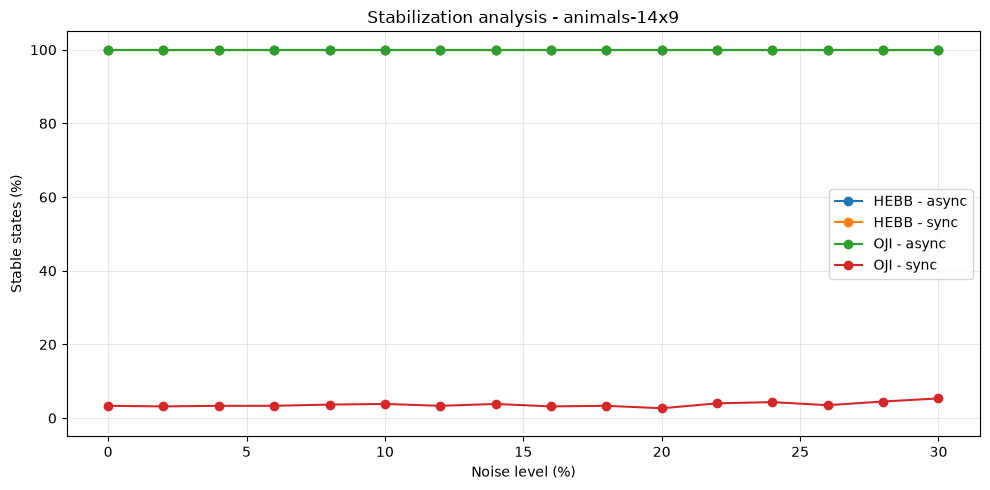 Stabilization analysis - animals-14x9
Stable states (%)
100
80
60
40
20
0
HEBB - async
HEBB - sync
OJI - async
OJI - sync
0 5 10 15 20 25 30
Noise level (%)